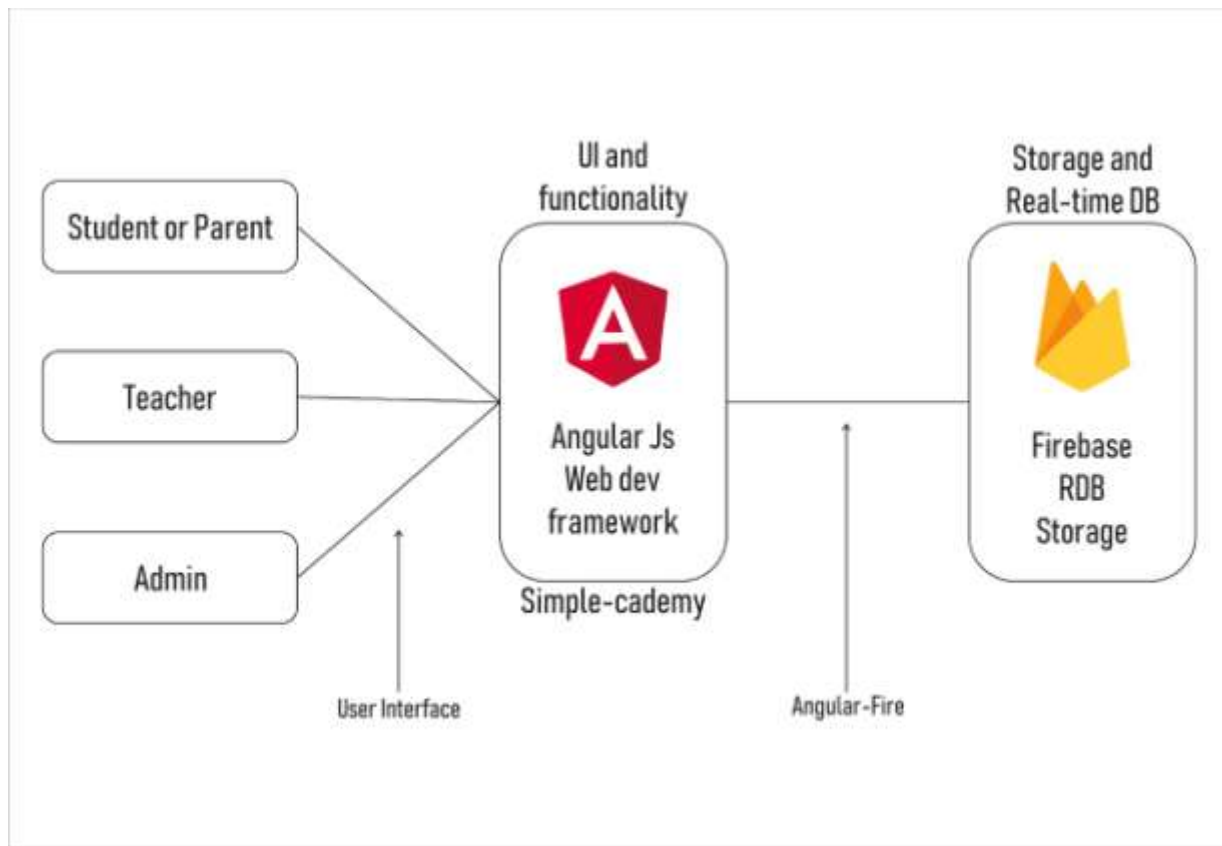 UI and
functionality
Storage and
Real-time DB
Student or Parent
Teacher
Admin
A
Angular Js
Web dev
framework
Simple-cademy
Firebase
RDB
Storage
User Interface
Angular-Fire